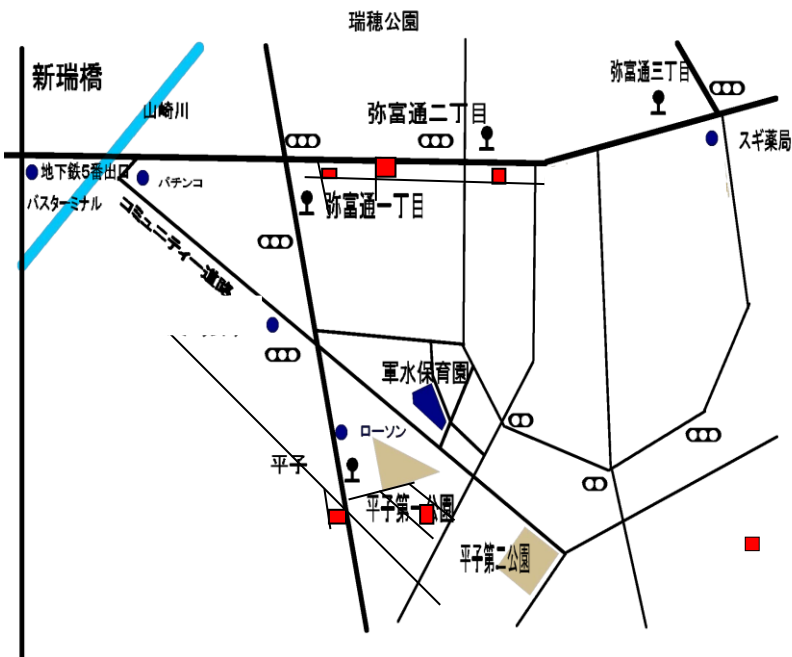 瑞穂公園
新瑞橋
弥富通三丁目
山崎川
弥富通二丁目
スギ薬局
地下鉄5番出口
パチンコ
バスターミナル
弥富通一丁目
コミュニティー道路
軍水保育園
ローソン
平子
平子第一公園
平子第二公園